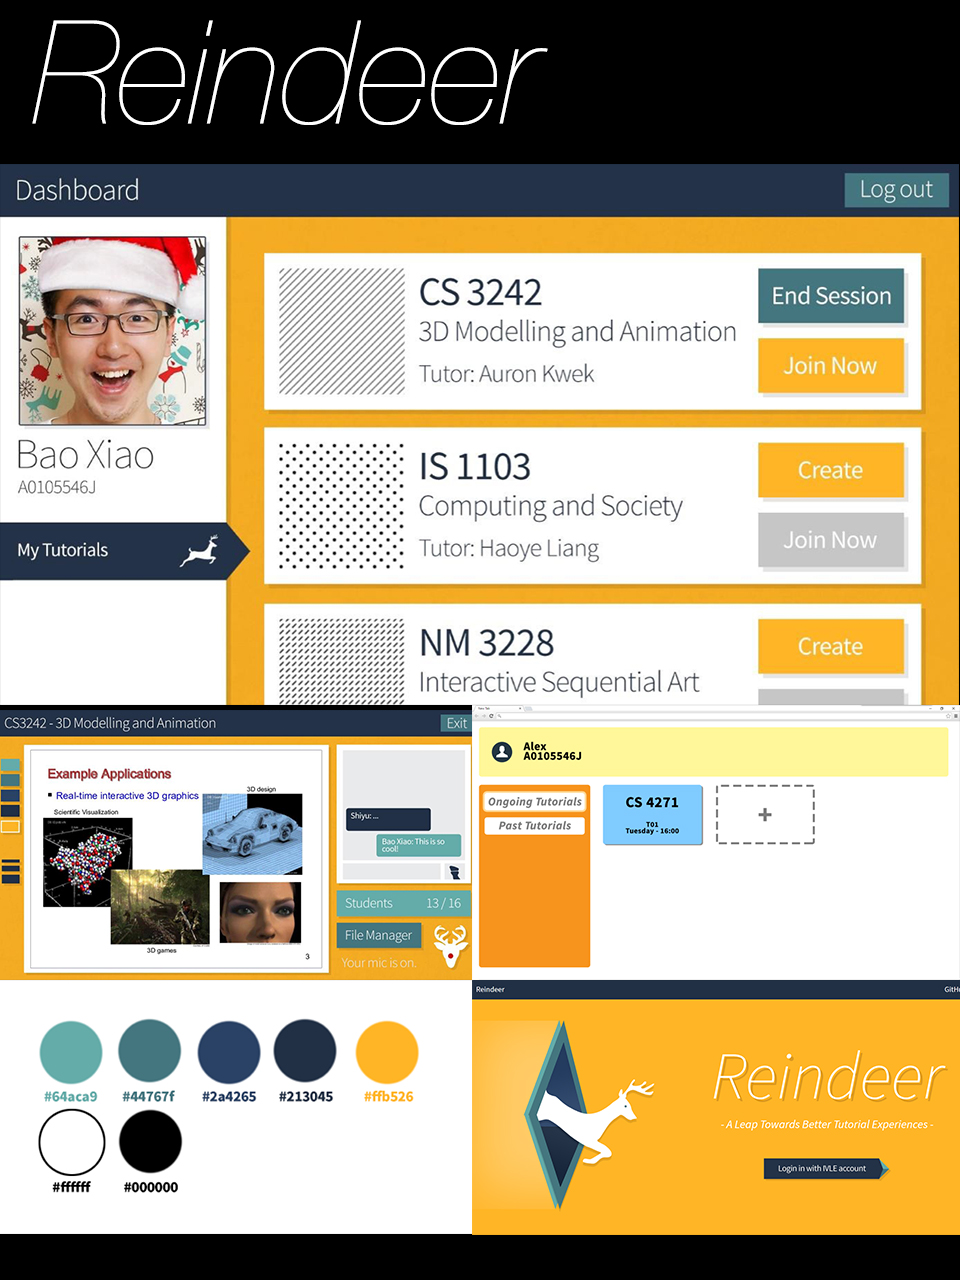 Reindeer
Dashboard
Log out
CS 3242
3D Modelling and Animation
Tutor: Auron Kwek
End Session
Join Now
Bao Xiao
A0105546J
My Tutorials
IS 1103
Computing and Society
Tutor: Haoye Liang
Create
Join Now
NM 3228
Interactive Sequential Art
Create
CS3242 - 3D Modelling and Animation
Exit
Example Applications
Real-time interactive 3D graphics
Scientific Visualization
3D design
3D games
3
Shiyu: ...
Bao Xiao: This is so
cool!
Students 13 / 16
File Manager
Your mic is on.
Alex
A0105546J
Ongoing Tutorials
Past Tutorials
CS 4271
T01
Tuesday - 16:00
+
#64aca9
#44767f
#2a4265
#213045
#ffb526
#ffffff
#000000
Reindeer
GitH
Reindeer
- A Leap Towards Better Tutorial Experiences -
Login in with IVLE account